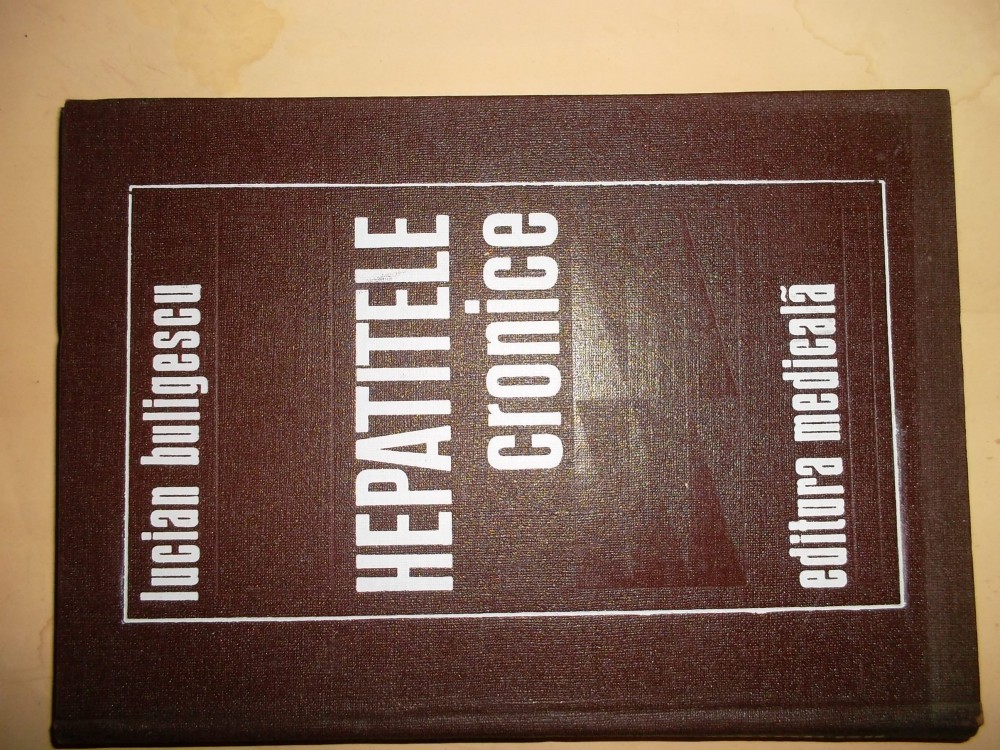 lucian buligescu
HEPATITELE
cronice
editura medicală